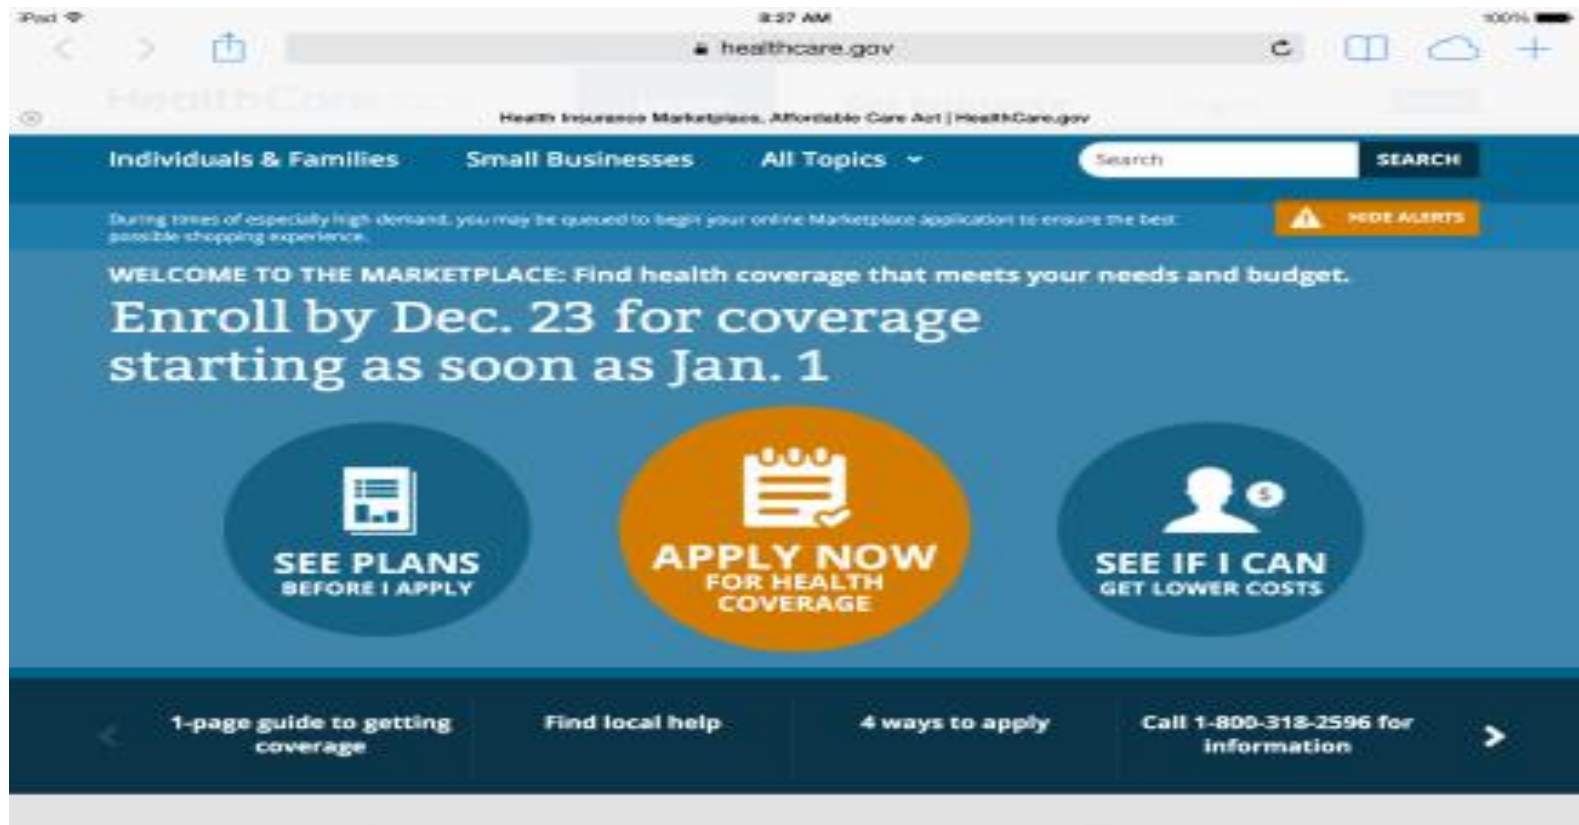 iPad
8:37 AM
100%
healthcare.gov
HealthCare
Health Insurance Marketplace, Affordable Care Act | HealthCare.gov
Individuals & Families
Small Businesses
All Topics
Search
SEARCH
During times of especially high demand, you may be queued to begin your online Marketplace application to ensure the best
possible shopping experience.
HIDE ALERTS
WELCOME TO THE MARKETPLACE: Find health coverage that meets your needs and budget.
Enroll by Dec. 23 for coverage
starting as soon as Jan. 1
SEE PLANS
BEFORE I APPLY
APPLY NOW
FOR HEALTH
COVERAGE
$
SEE IF I CAN
GET LOWER COSTS
1-page guide to getting
coverage
Find local help
4 ways to apply
Call 1-800-318-2596 for
information